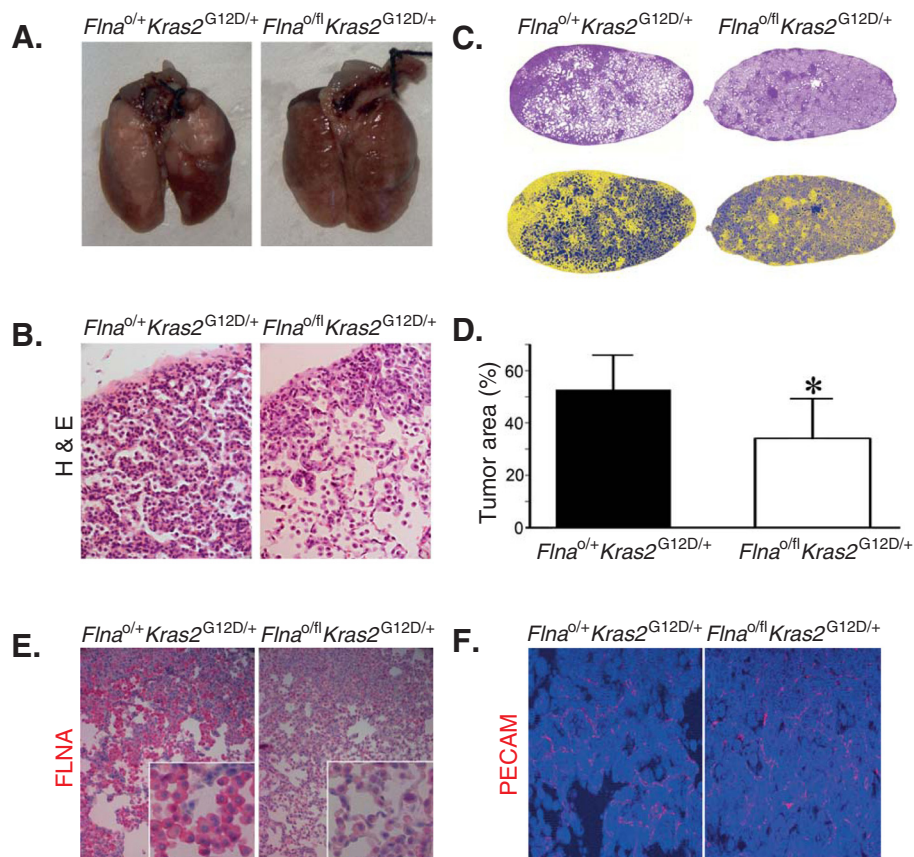 A.
Flna^o/+ Kras2^G12D/+ Flna^o/fl Kras2^G12D/+
C.
Flna^o/+ Kras2^G12D/+ Flna^o/fl Kras2^G12D/+
B.
Flna^o/+ Kras2^G12D/+ Flna^o/fl Kras2^G12D/+
H & E
D.
Tumor area (%)
60
40
20
0
*
Flna^o/+ Kras2^G12D/+ Flna^o/fl Kras2^G12D/+
E.
Flna^o/+ Kras2^G12D/+ Flna^o/fl Kras2^G12D/+
FLNA
F.
Flna^o/+ Kras2^G12D/+ Flna^o/fl Kras2^G12D/+
PECAM